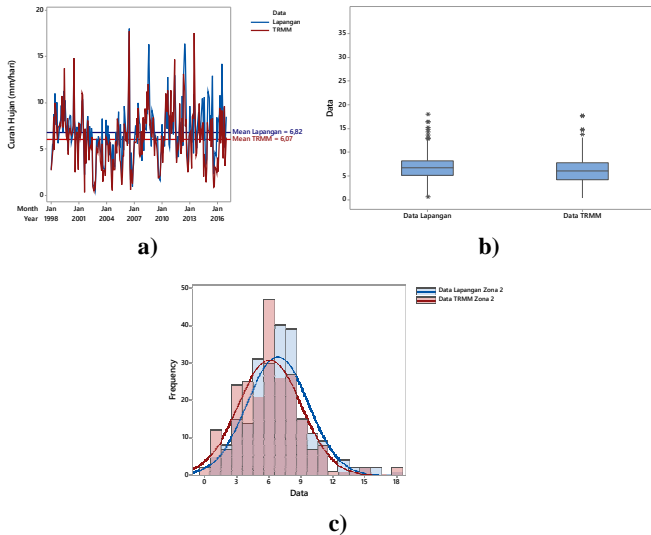 Data
Lapangan
TRMM
Curah Hujan (mm/hari)
20
15
10
5
0
Mean Lapangan = 6,82
Mean TRMM = 6,07
Month Jan Jan Jan Jan Jan Jan Jan
Year 1998 2001 2004 2007 2010 2013 2016
a)
Data
35
30
25
20
15
10
5
0
Data Lapangan Data TRMM
b)
Data Lapangan Zona 2
Data TRMM Zona 2
Frequency
50
40
30
20
10
0
0 3 6 9 12 15 18
Data
c)